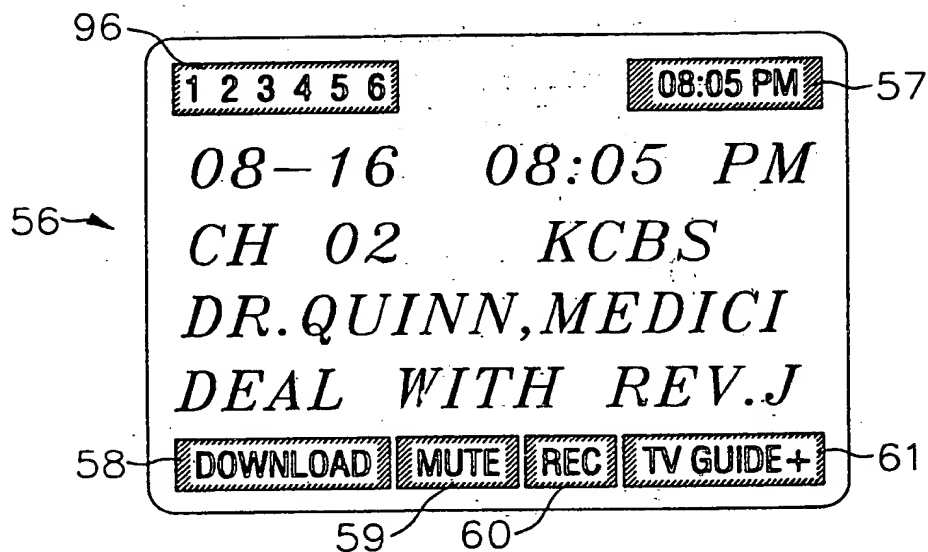 96
1 2 3 4 5 6 08:05 PM 57
08-16 08:05 PM
56 CH 02 KCBS
DR.QUINN,MEDICI
DEAL WITH REV.J
58 DOWNLOAD MUTE REC TV GUIDE+ 61
59 60